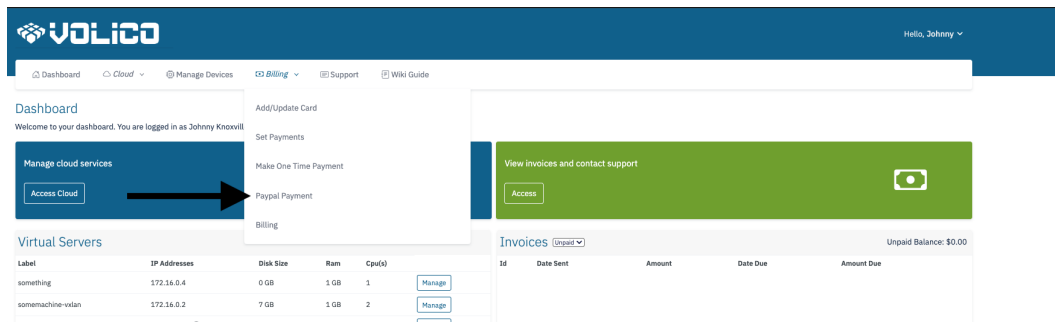 VOLICO
Hello, Johnny
Dashboard Cloud Manage Devices Billing Support Wiki Guide
Add/Update Card
Set Payments
Make One Time Payment
Paypal Payment
Billing
Dashboard
Welcome to your dashboard. You are logged in as Johnny Knoxvill
Manage cloud services
Access Cloud
View invoices and contact support
Access
Virtual Servers
Label IP Addresses Disk Size Ram Cpu(s)
something 172.16.0.4 0 GB 1 GB 1 Manage
somemachine-vxlan 172.16.0.2 7 GB 1 GB 2 Manage
Invoices Unpaid Unpaid Balance: $0.00
Id Date Sent Amount Date Due Amount Due